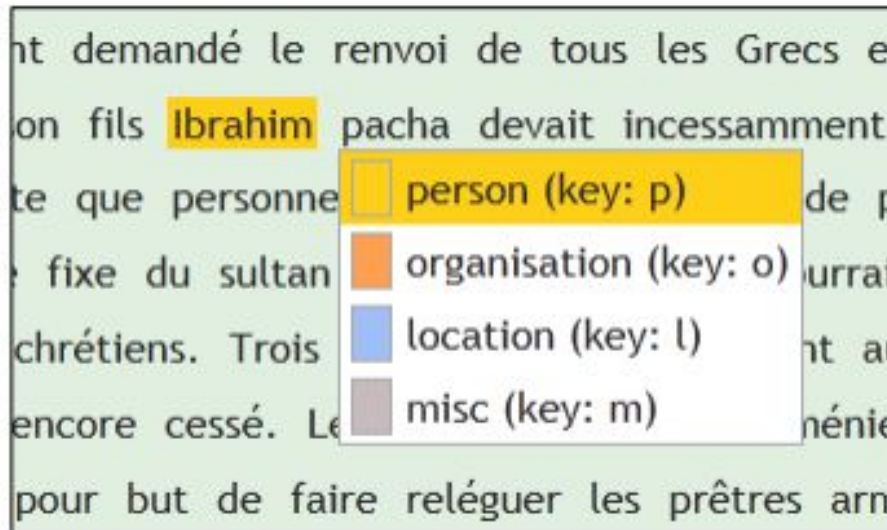 nt demandé le renvoi de tous les Grecs e
on fils Ibrahim pacha devait incessamment
te que personne de p
fixe du sultan urrai
chrétiens. Trois nt au
encore cessé. Le ménie
pour but de faire reléguer les prêtres arm
person (key: p)
organisation (key: o)
location (key: l)
misc (key: m)